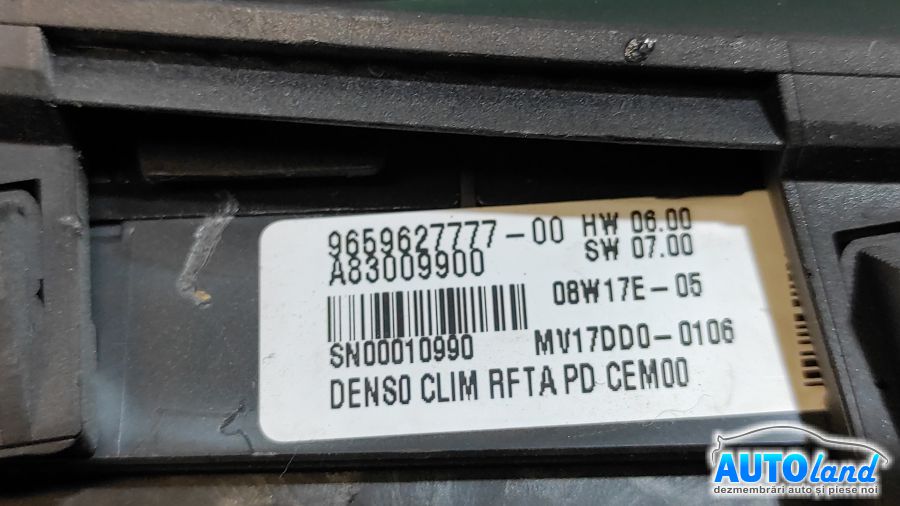 9659627777-00 HW 06.00
A83009900 SW 07.00
08W17E-05
SN00010990 MV17DD0-0106
DENSO CLIM RFTA PD CEM00
AUTOland
dezmembrări auto și piese noi